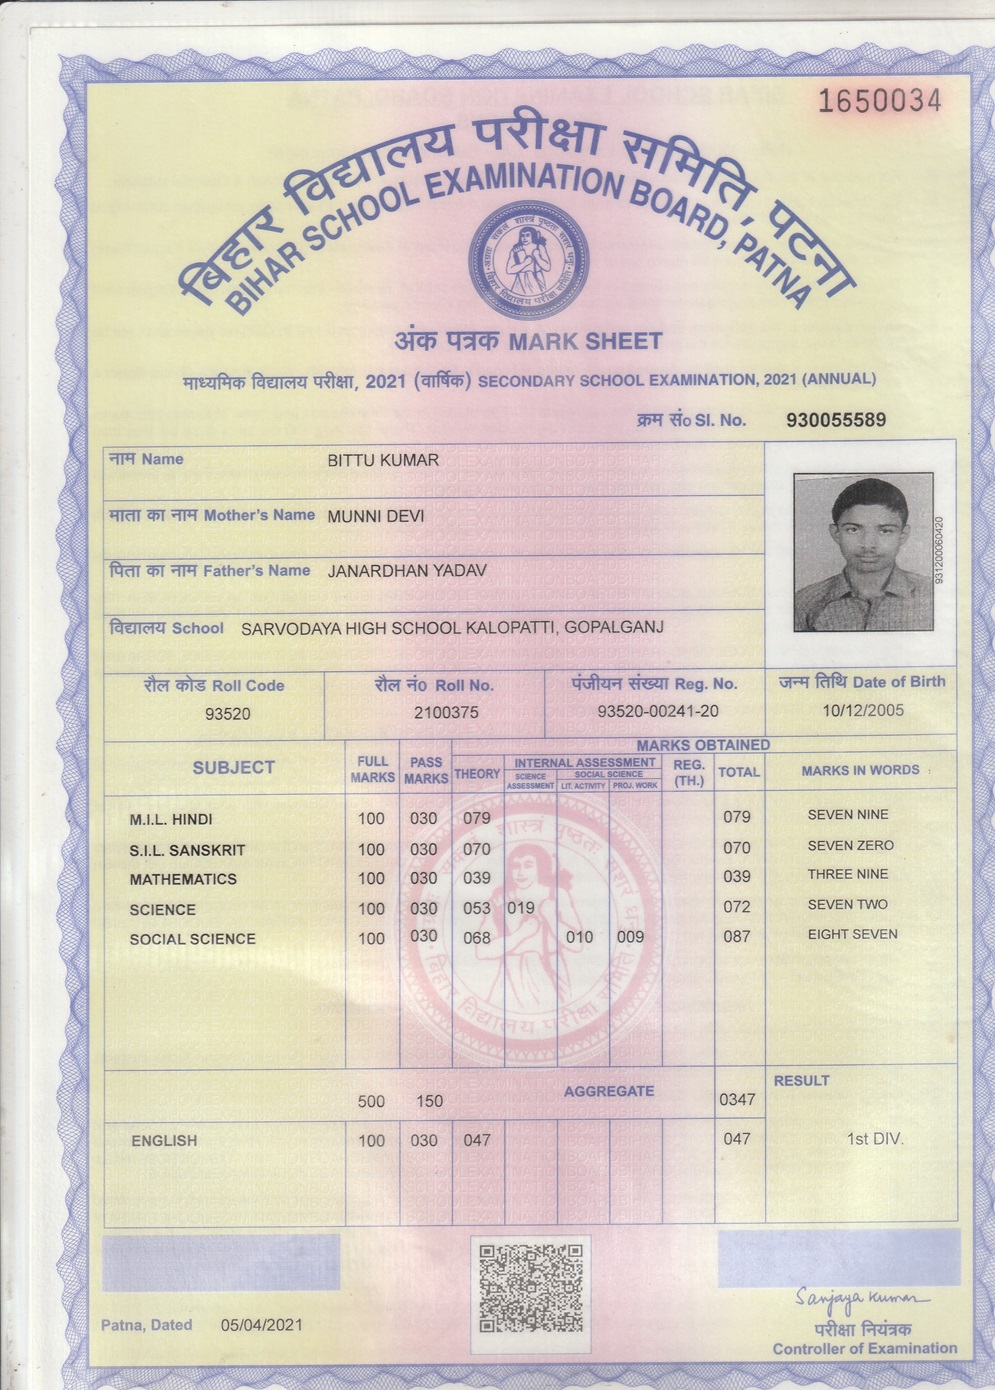 1650034
बिहार विद्यालय परीक्षा समिति, पटना
BIHAR SCHOOL EXAMINATION BOARD, PATNA
अंक पत्रक MARK SHEET
माध्यमिक विद्यालय परीक्षा, 2021 (वार्षिक) SECONDARY SCHOOL EXAMINATION, 2021 (ANNUAL)
क्रम सं० Sl. No. 930055589
नाम Name BITTU KUMAR
माता का नाम Mother's Name MUNNI DEVI
पिता का नाम Father's Name JANARDHAN YADAV
विद्यालय School SARVODAYA HIGH SCHOOL KALOPATTI, GOPALGANJ
931200060420
रौल कोड Roll Code रौल नं० Roll No. पंजीयन संख्या Reg. No. जन्म तिथि Date of Birth
93520 2100375 93520-00241-20 10/12/2005
SUBJECT FULL MARKS PASS MARKS MARKS OBTAINED
THEORY INTERNAL ASSESSMENT REG. (TH.) TOTAL MARKS IN WORDS
SCIENCE ASSESSMENT SOCIAL SCIENCE
LIT. ACTIVITY PROJ. WORK
M.I.L. HINDI 100 030 079 079 SEVEN NINE
S.I.L. SANSKRIT 100 030 070 070 SEVEN ZERO
MATHEMATICS 100 030 039 039 THREE NINE
SCIENCE 100 030 053 019 072 SEVEN TWO
SOCIAL SCIENCE 100 030 068 010 009 087 EIGHT SEVEN
बिहार विद्यालय परीक्षा समिति
500 150 AGGREGATE 0347 RESULT
ENGLISH 100 030 047 047 1st DIV.
Sanjaya Kumar
Patna, Dated 05/04/2021 परीक्षा नियंत्रक
Controller of Examination